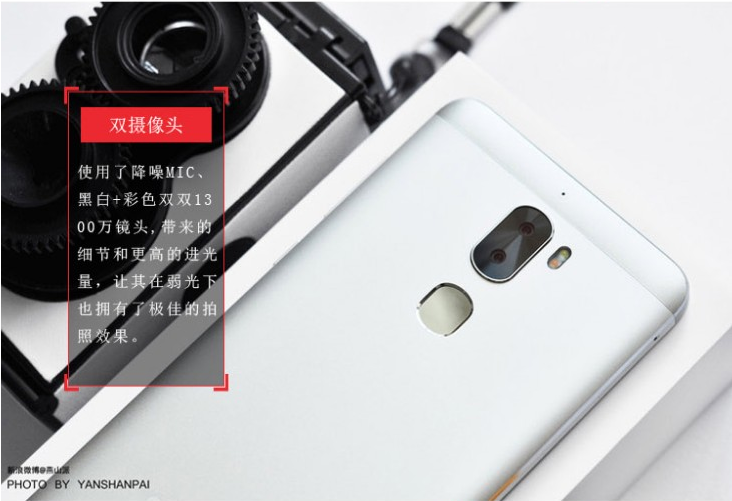 双摄像头
使用了降噪MIC、
黑白+彩色双双13
00万镜头,带来的
细节和更高的进光
量，让其在弱光下
也拥有了极佳的拍
照效果。
新浪微博@燕山派
PHOTO BY YANSHANPAI